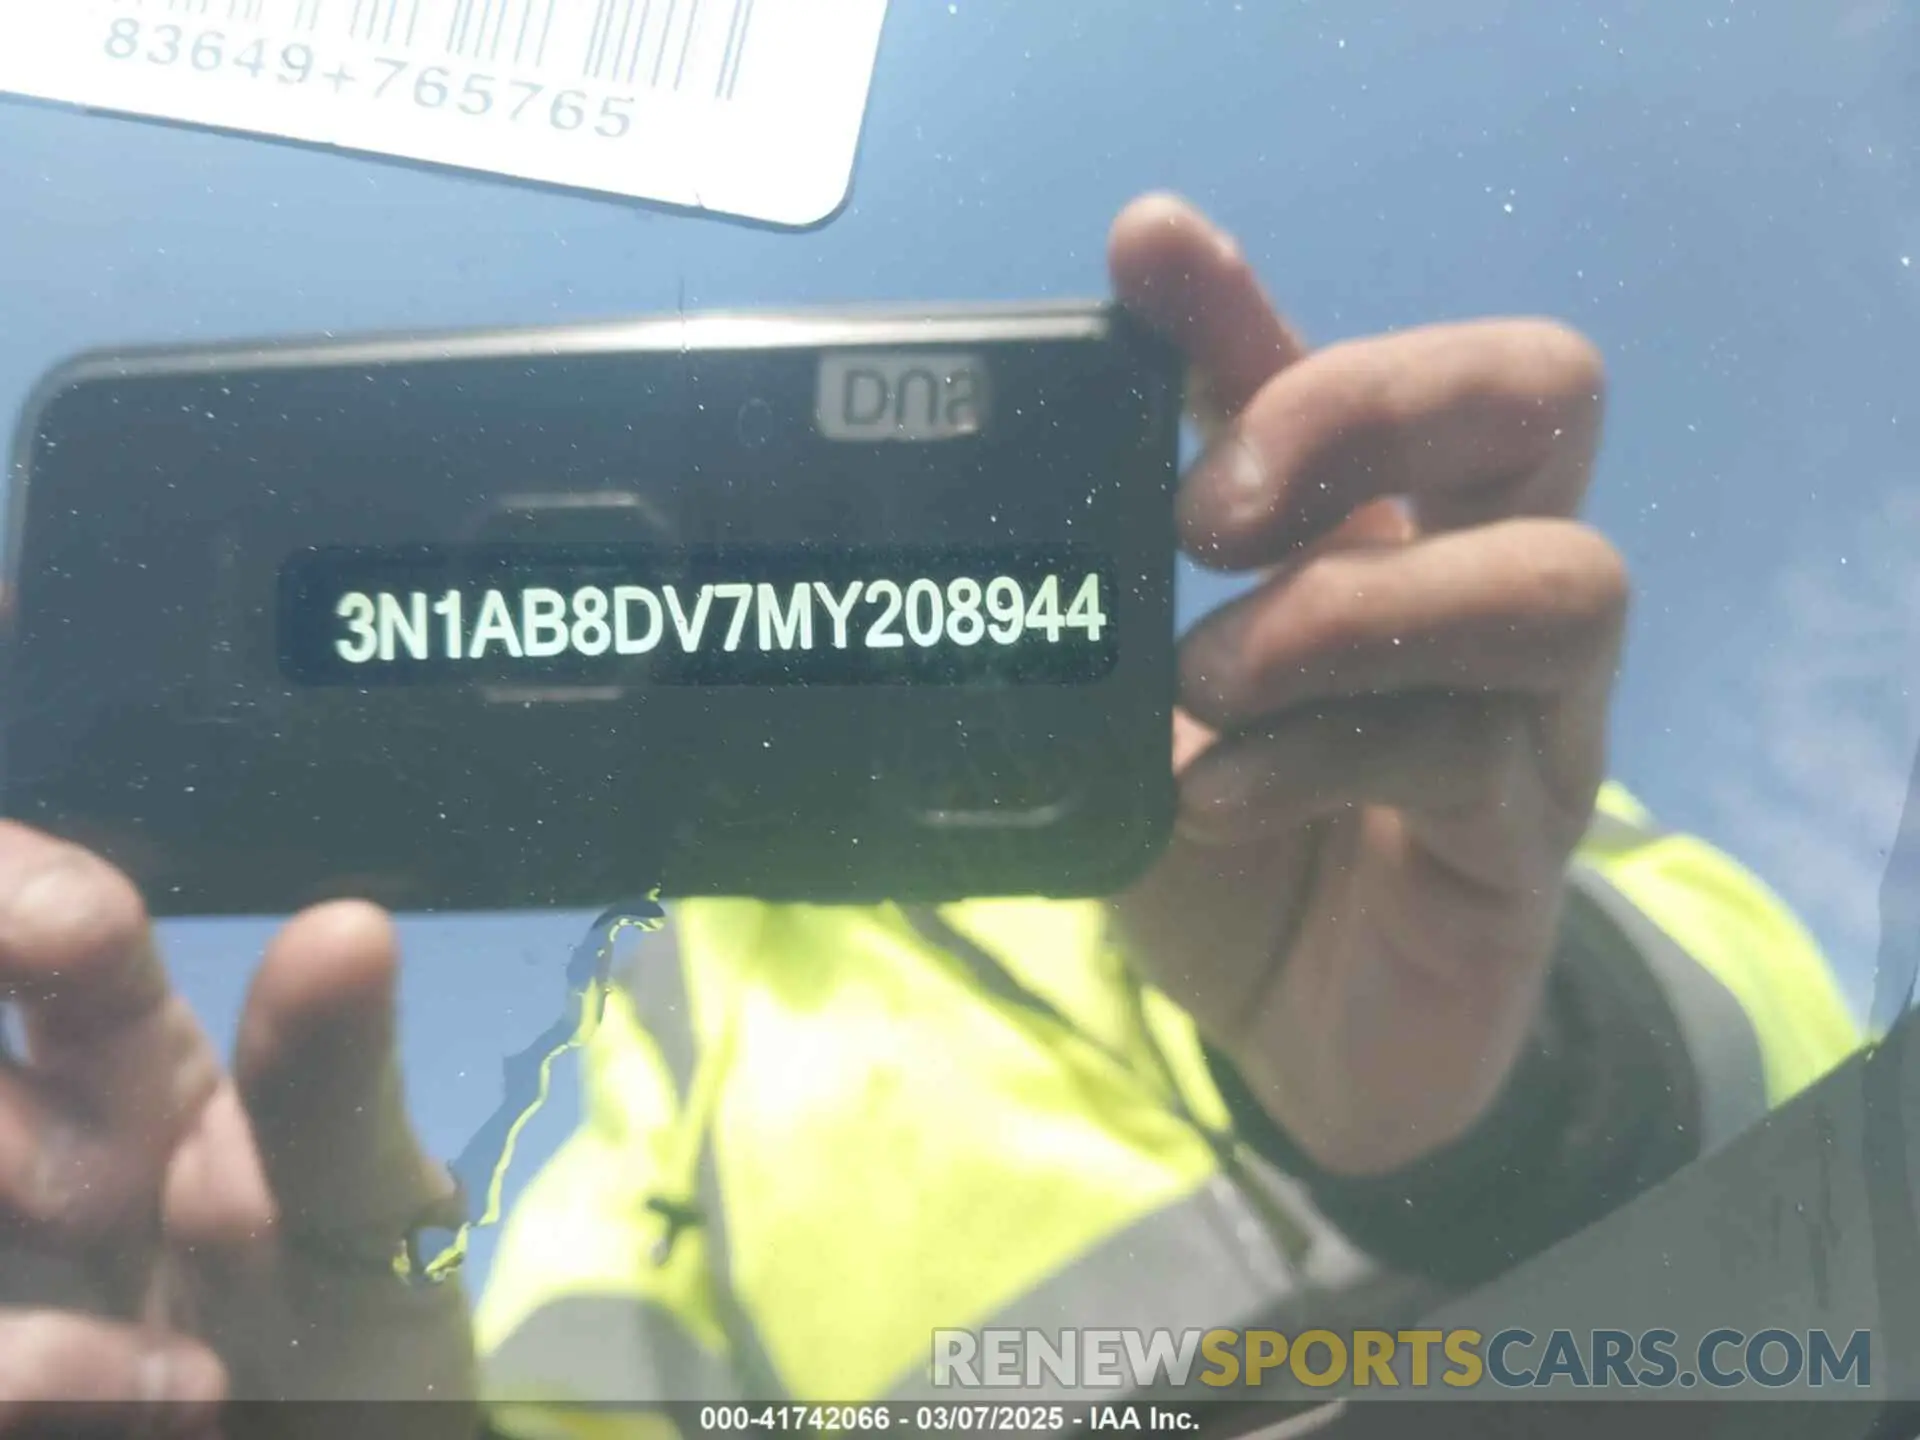 83649+765765
3N1AB8DV7MY208944
RENEWSPORTSCARS.COM
000-41742066 - 03/07/2025 - IAA Inc.